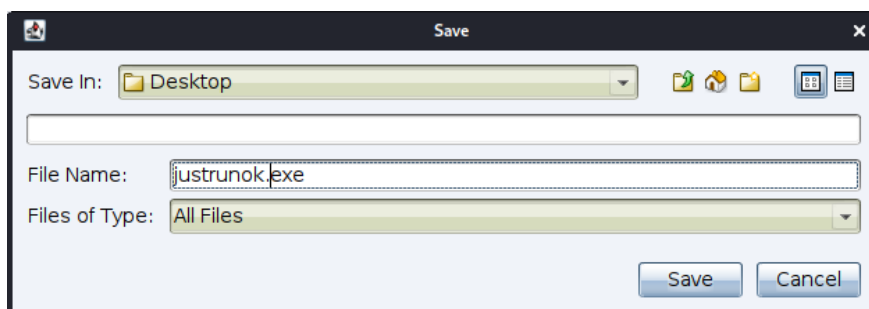 Save
Save In: Desktop
File Name: justrunok.exe
Files of Type: All Files
Save Cancel